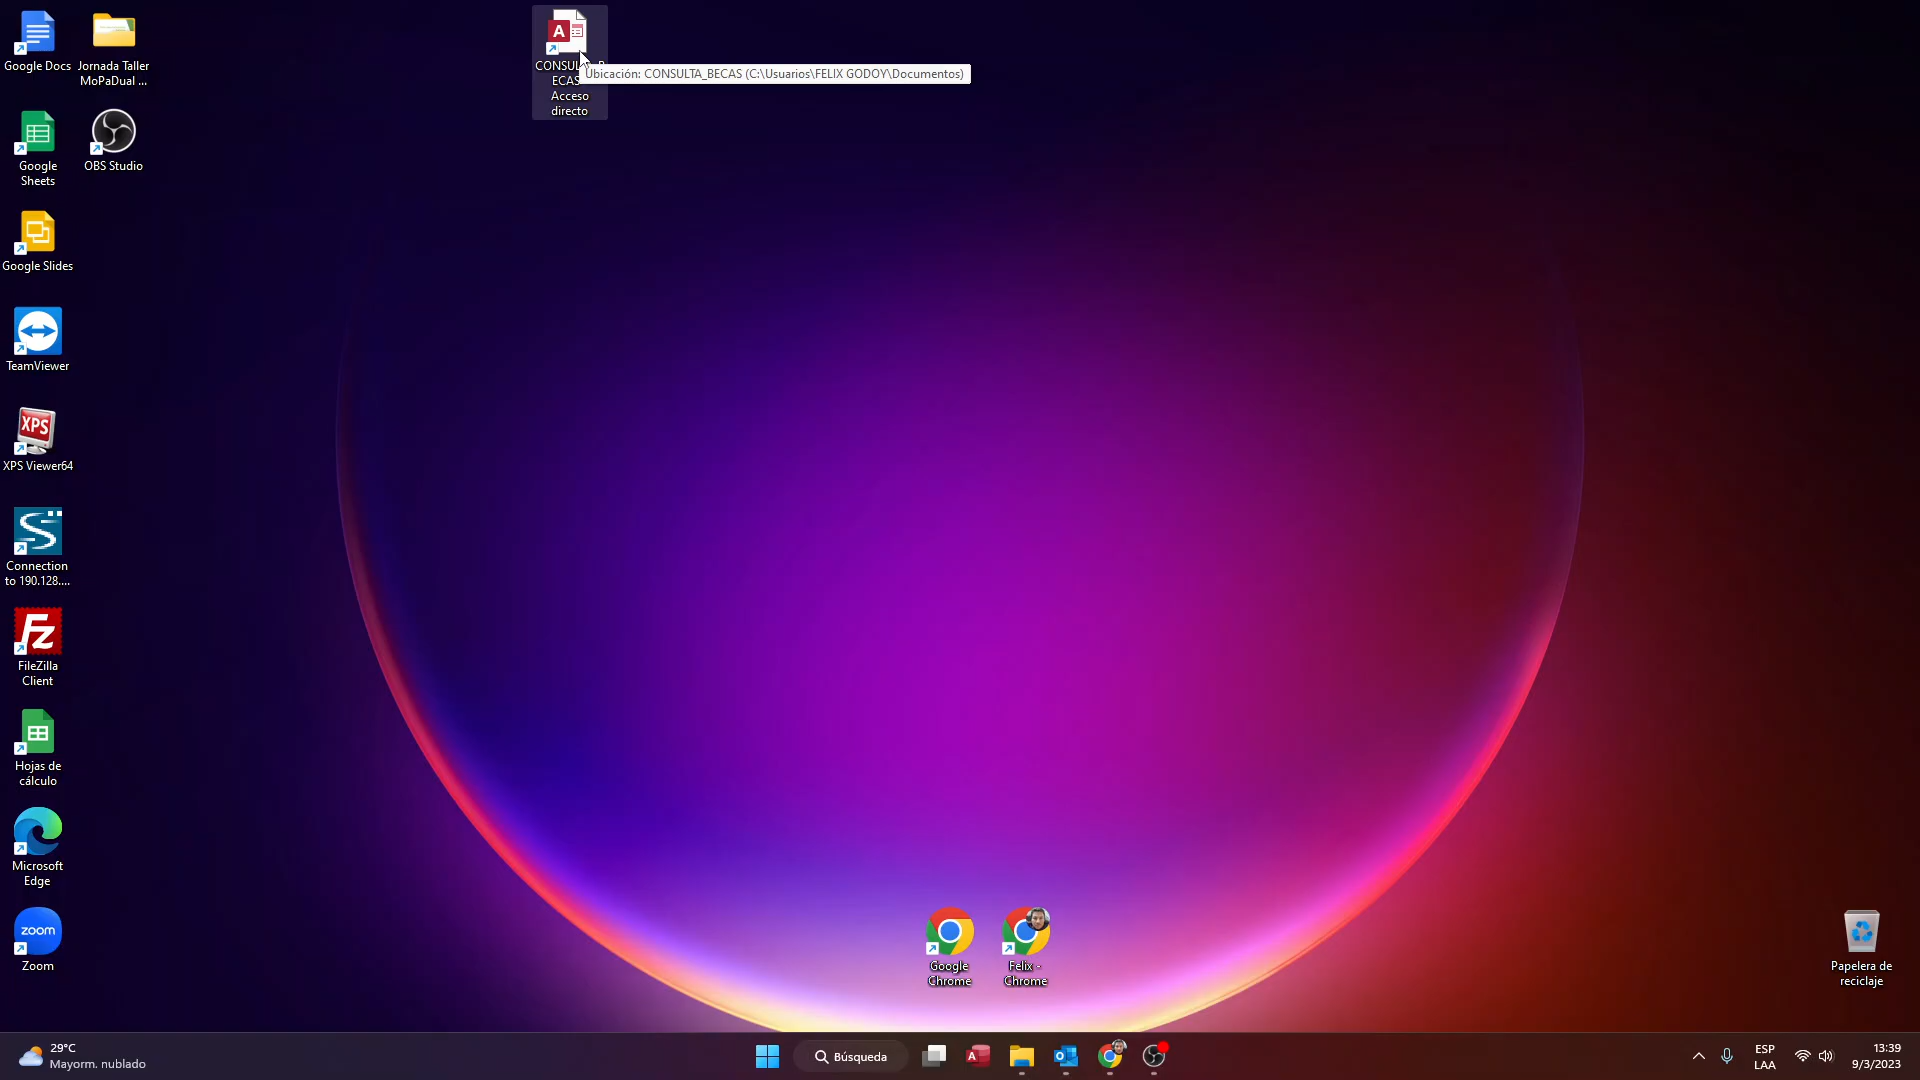 Google Docs
Jornada Taller
MoPaDual ...
CONSUL
ECAS
Acceso
directo
Ubicación: CONSULTA_BECAS (C:\Usuarios\FELIX GODOY\Documentos)
Google
Sheets
OBS Studio
Google Slides
TeamViewer
XPS
XPS Viewer64
Connection
to 190.128....
FileZilla
Client
Hojas de
cálculo
Microsoft
Edge
zoom
Zoom
Google
Chrome
Felix -
Chrome
Papelera de
reciclaje
29°C
Mayorm. nublado
Búsqueda
ESP
LAA
13:39
9/3/2023